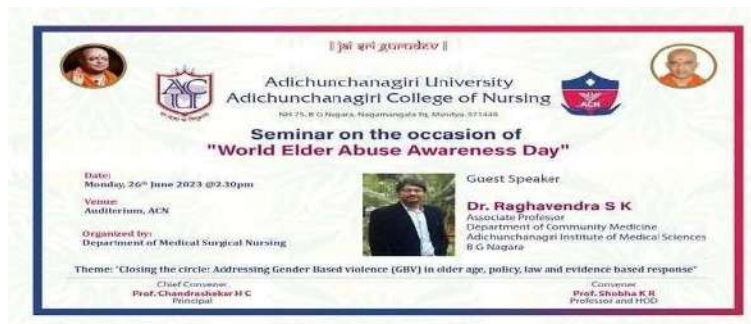 || jai sri gurudev ||
Adichunchanagiri University
Adichunchanagiri College of Nursing
NH 75, B G Nagara, Nagamangala Tq, Mandya-571448
Seminar on the occasion of
"World Elder Abuse Awareness Day"
Date:
Monday, 26th June 2023 @2.30pm
Venue:
Auditorium, ACN
Organized by:
Department of Medical Surgical Nursing
Guest Speaker
Dr. Raghavendra S K
Associate Professor
Department of Community Medicine
Adichunchanagri Institute of Medical Sciences
B G Nagara
Theme: "Closing the circle: Addressing Gender Based violence (GBV) in older age, policy, law and evidence based response"
Chief Convener
Prof. Chandrashekar H C
Principal
Convener
Prof. Shobha K R
Professor and HOD
ACN